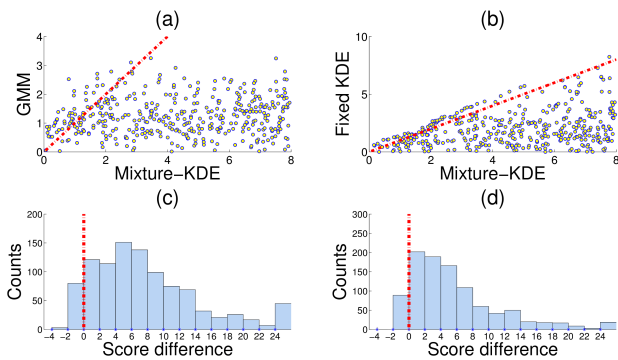 (a)
4
3
2
1
0
GMM
0 2 4 6 8
Mixture−KDE
(b)
10
5
0
Fixed KDE
0 2 4 6 8
Mixture−KDE
(c)
200
150
100
50
0
Counts
−4 −2 0 2 4 6 8 10 12 14 16 18 20 22 24
Score difference
(d)
300
250
200
150
100
50
0
Counts
−4 −2 0 2 4 6 8 10 12 14 16 18 20 22 24
Score difference